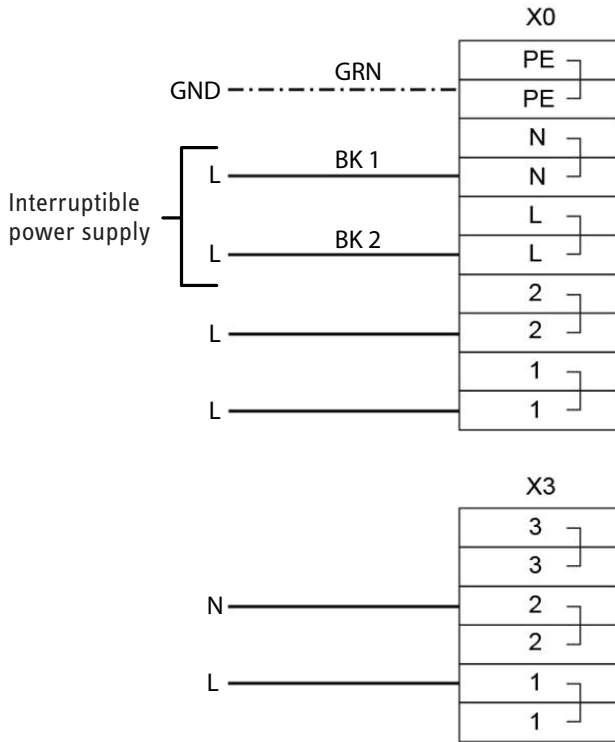 X0
PE
GRN
GND
PE
N
BK 1
L
N
Interruptible
power supply
L
BK 2
L
L
2
L
2
1
L
1
X3
3
3
N
2
2
L
1
1